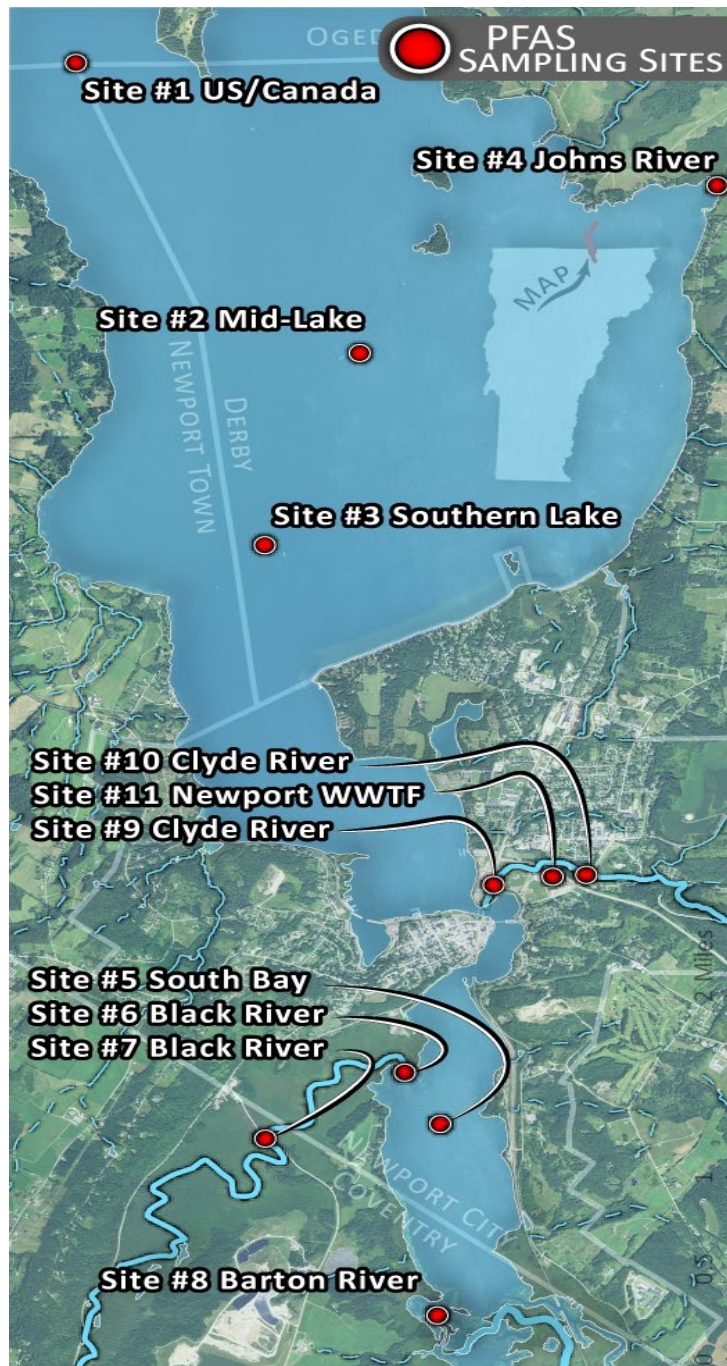 OGED
PFAS
SAMPLING SITES
Site #1 US/Canada
Site #4 Johns River
MAP
Site #2 Mid-Lake
NEWPORT TOWN
DERBY
Site #3 Southern Lake
Site #10 Clyde River
Site #11 Newport WWTF
Site #9 Clyde River
2 Miles
Site #5 South Bay
Site #6 Black River
Site #7 Black River
NEWPORT CIT
COVENTRY
1
0.5
0
Site #8 Barton River